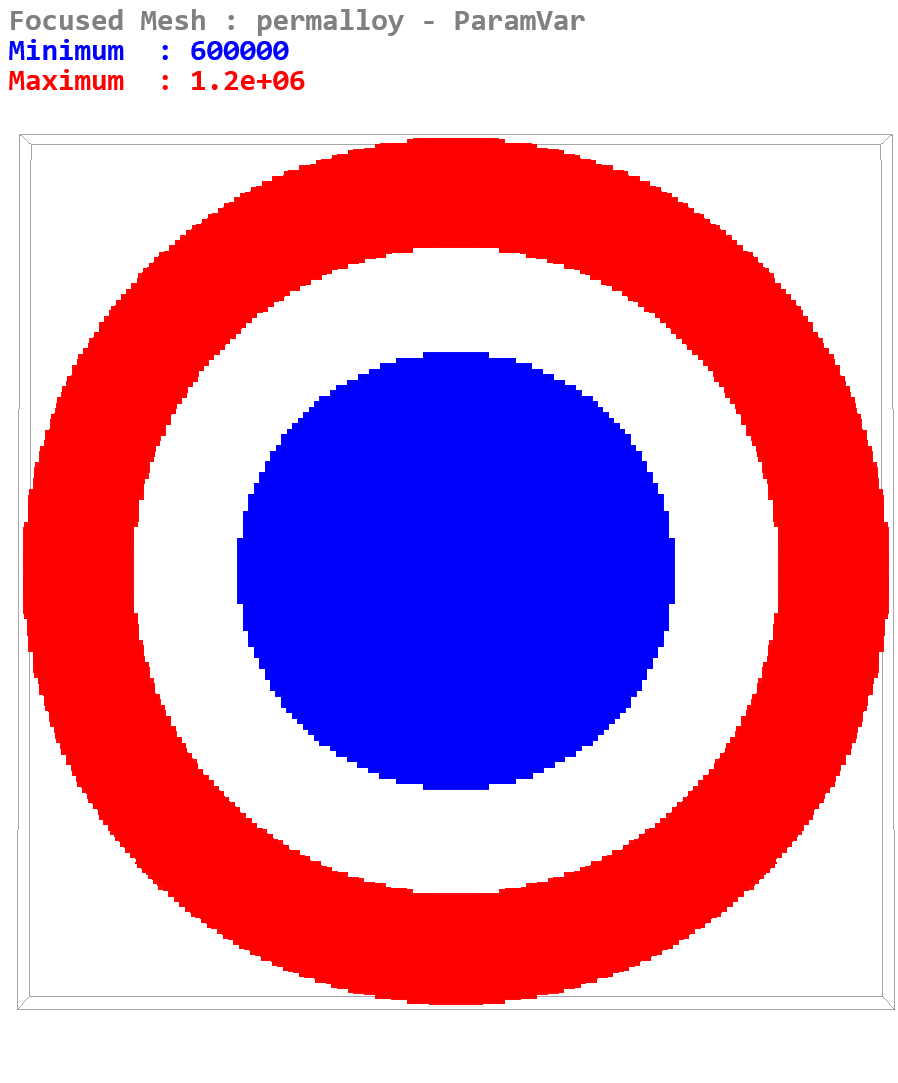 Focused Mesh : permalloy - ParamVar
Minimum  : 600000
Maximum  : 1.2e+06